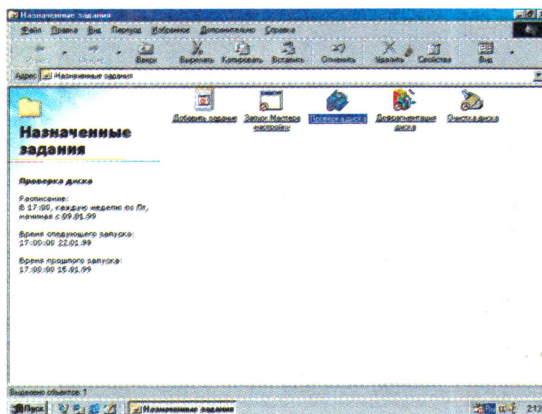 Назначенные задания
Файл Правка Вид Переход Избранное Дополнительно Справка
Вверх Вырезать Копировать Вставить Отменить Удалить Свойства Вид
Адрес Назначенные задания
Добавить задание Запуск Мастера настройки Проверка диска Дефрагментация диска Очистка диска
Назначенные
задания
Проверка диска
Расписание:
В 17:00, каждую неделю по Пт,
начиная с 09.01.99
Время следующего запуска:
17:00:00 22.01.99
Время прошлого запуска:
17:00:00 15.01.99
Выделено объектов: 1
Пуск Назначенные задания Ru